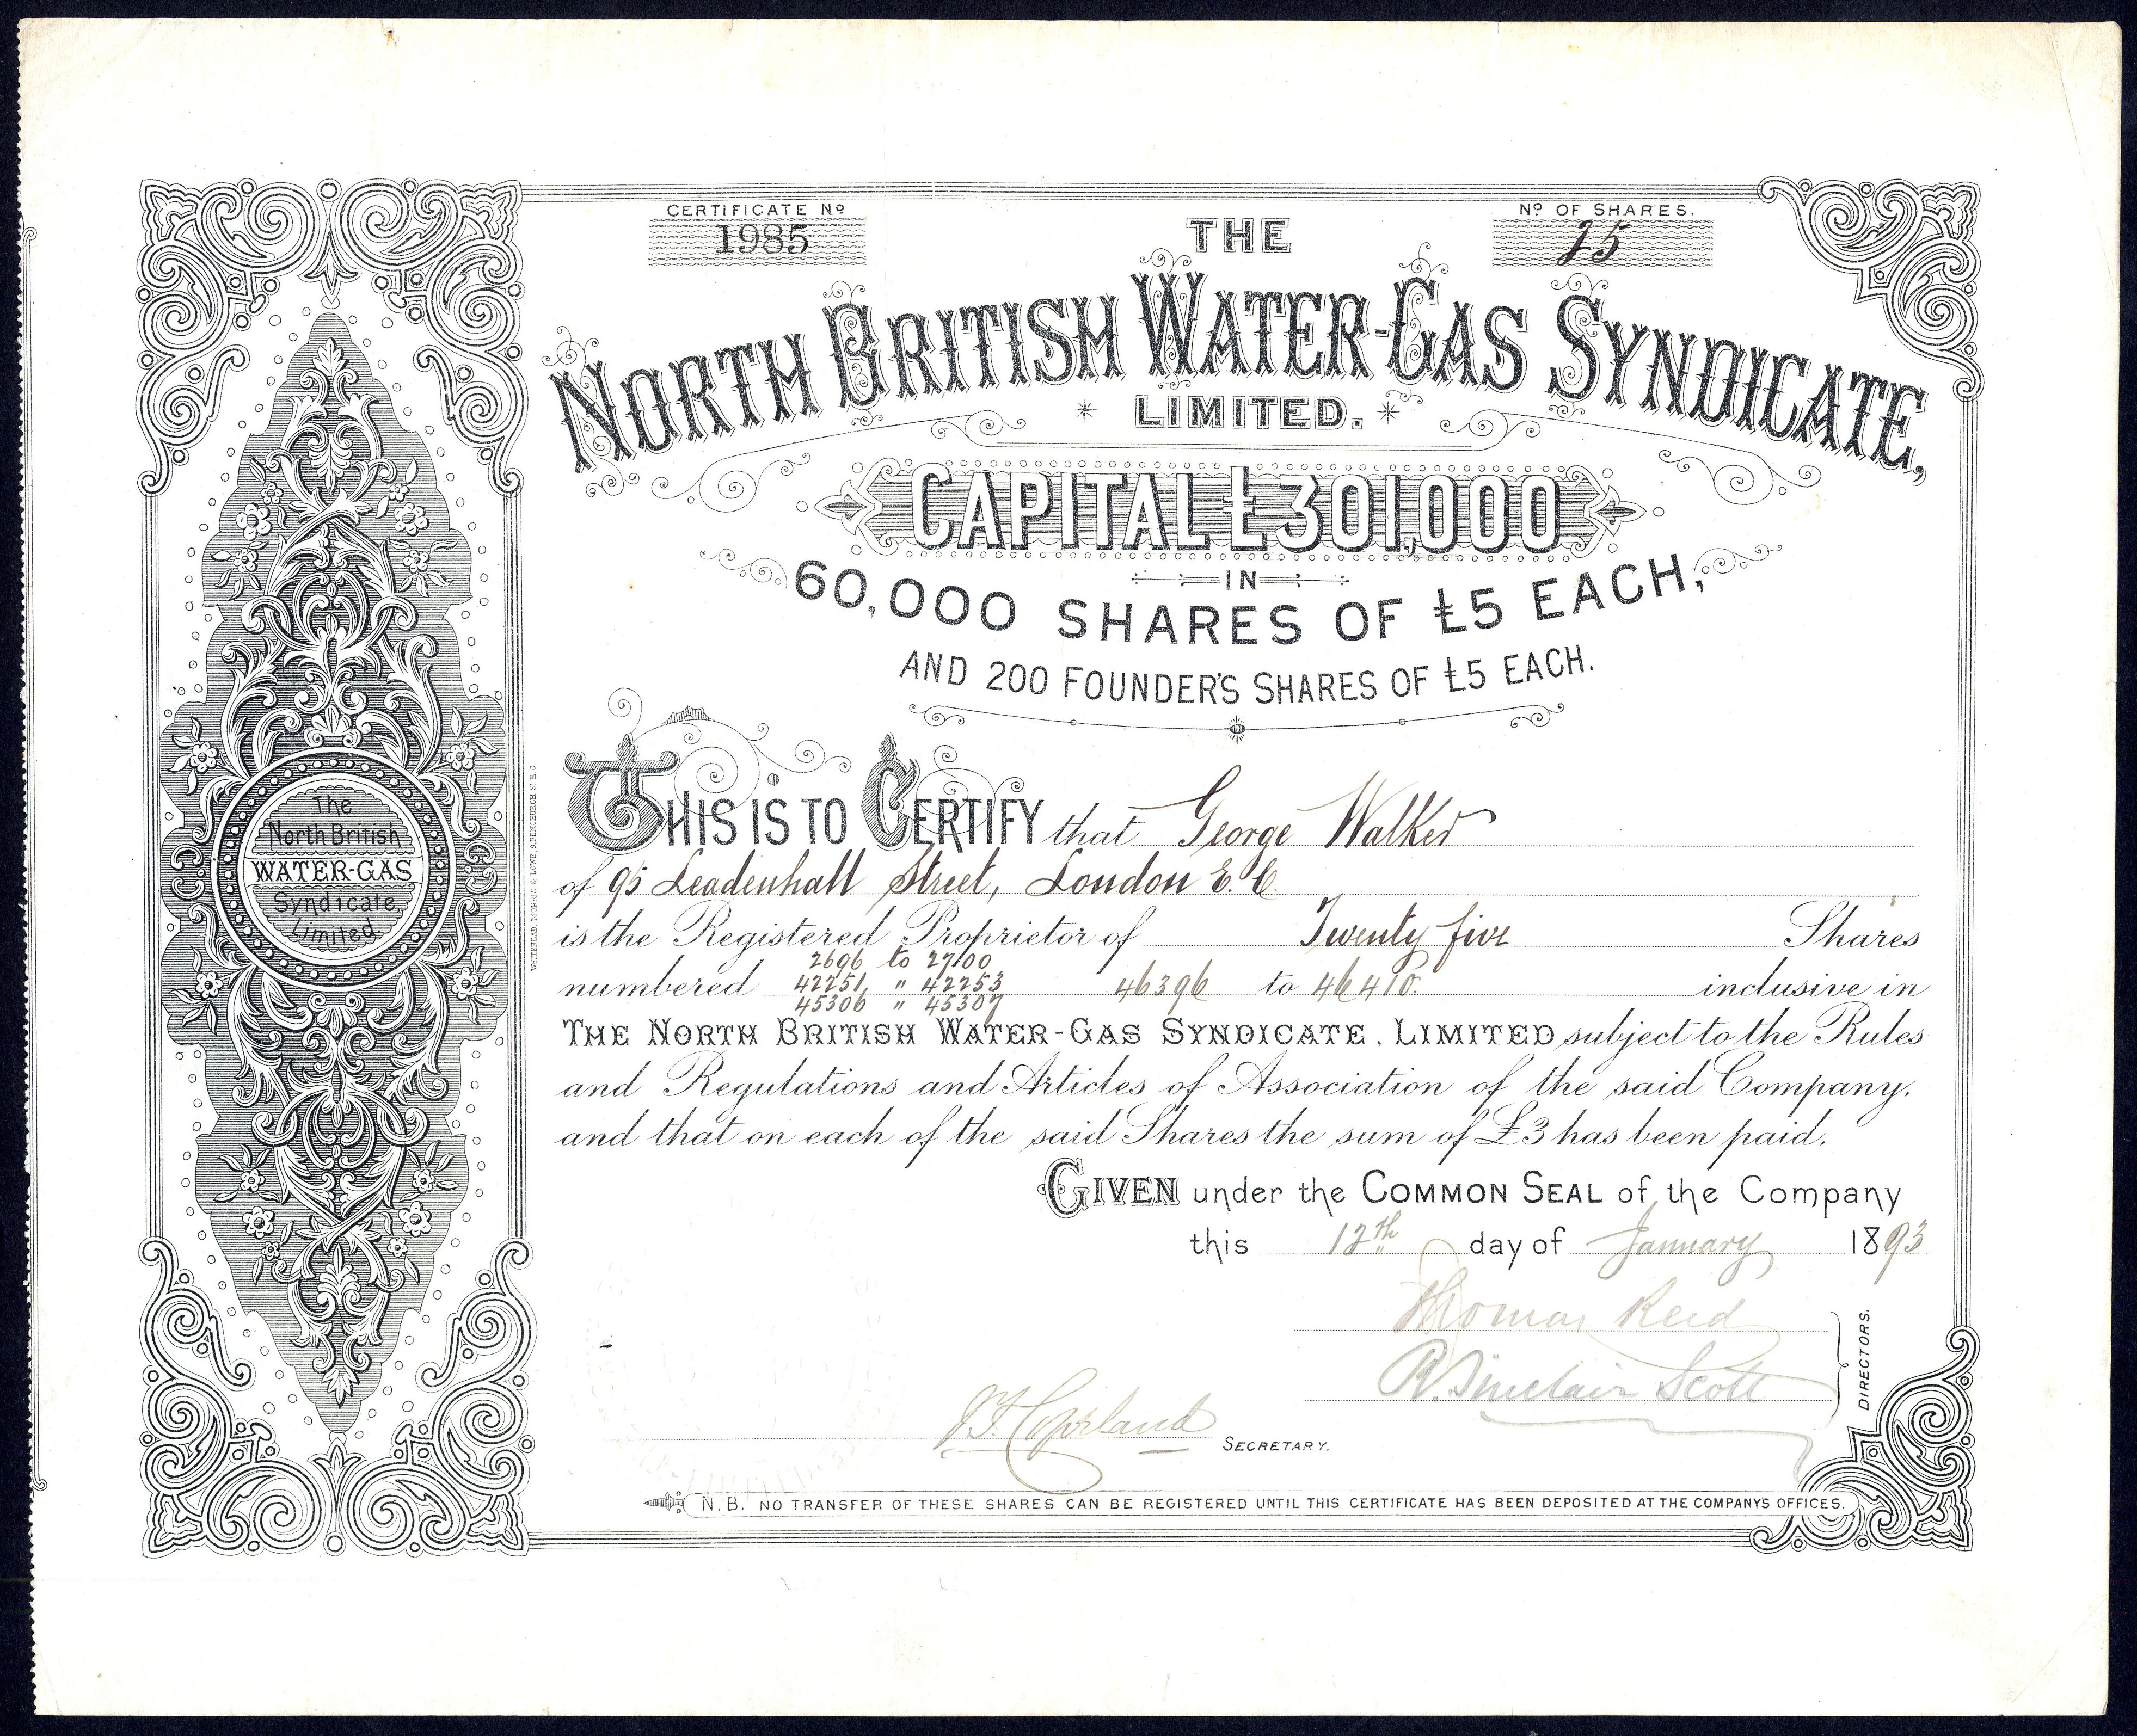 CERTIFICATE No
1985
No OF SHARES.
25
THE
NORTH BRITISH WATER-GAS SYNDICATE,
LIMITED.
CAPITAL £301,000
IN
60,000 SHARES OF £5 EACH,
AND 200 FOUNDER'S SHARES OF £5 EACH.
THIS IS TO CERTIFY that George Walker
of 95 Leadenhall Street, London E.C.
is the Registered Proprietor of Twenty five Shares
2696 to 2700
numbered 42251 " 42253 46396 to 46410. inclusive in
45306 " 45307
THE NORTH BRITISH WATER-GAS SYNDICATE, LIMITED subject to the Rules
and Regulations and Articles of Association of the said Company.
and that on each of the said Shares the sum of £3 has been paid.
GIVEN under the COMMON SEAL of the Company
this 12th day of January 1893
Thomas Reid
R. Sinclair Scott
DIRECTORS.
J. F. Copeland SECRETARY.
N.B. NO TRANSFER OF THESE SHARES CAN BE REGISTERED UNTIL THIS CERTIFICATE HAS BEEN DEPOSITED AT THE COMPANY'S OFFICES.
The
North British
WATER-GAS
Syndicate,
Limited
WHITEHEAD, MORRIS & LOWE, 9, FENCHURCH ST E.C.